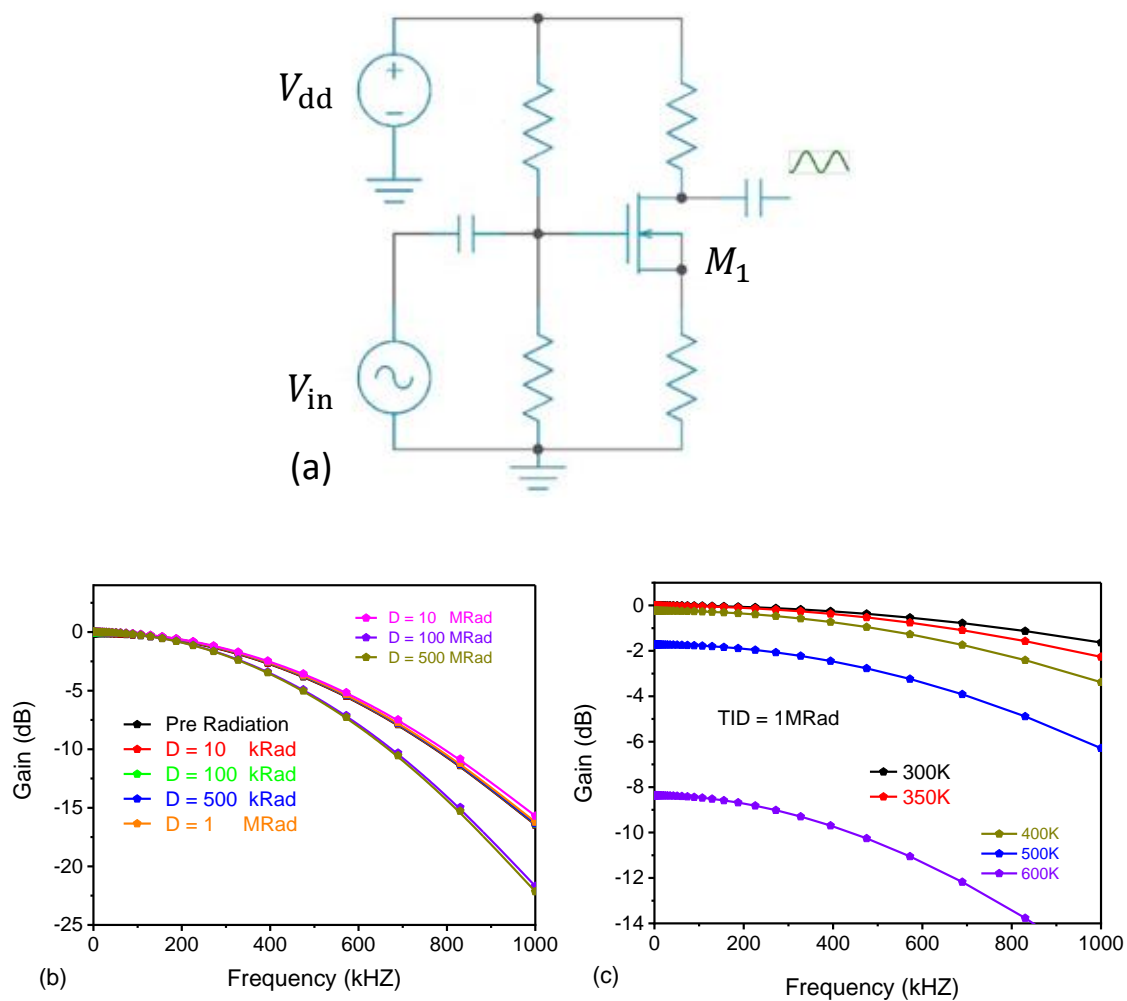 Vdd
+
−
M1
Vin
(a)
0
-5
-10
-15
-20
-25
Gain (dB)
D = 10 MRad
D = 100 MRad
D = 500 MRad
Pre Radiation
D = 10 kRad
D = 100 kRad
D = 500 kRad
D = 1 MRad
0 200 400 600 800 1000
Frequency (kHZ)
(b)
0
-2
-4
-6
-8
-10
-12
-14
Gain (dB)
TID = 1MRad
300K
350K
400K
500K
600K
0 200 400 600 800 1000
Frequency (kHZ)
(c)